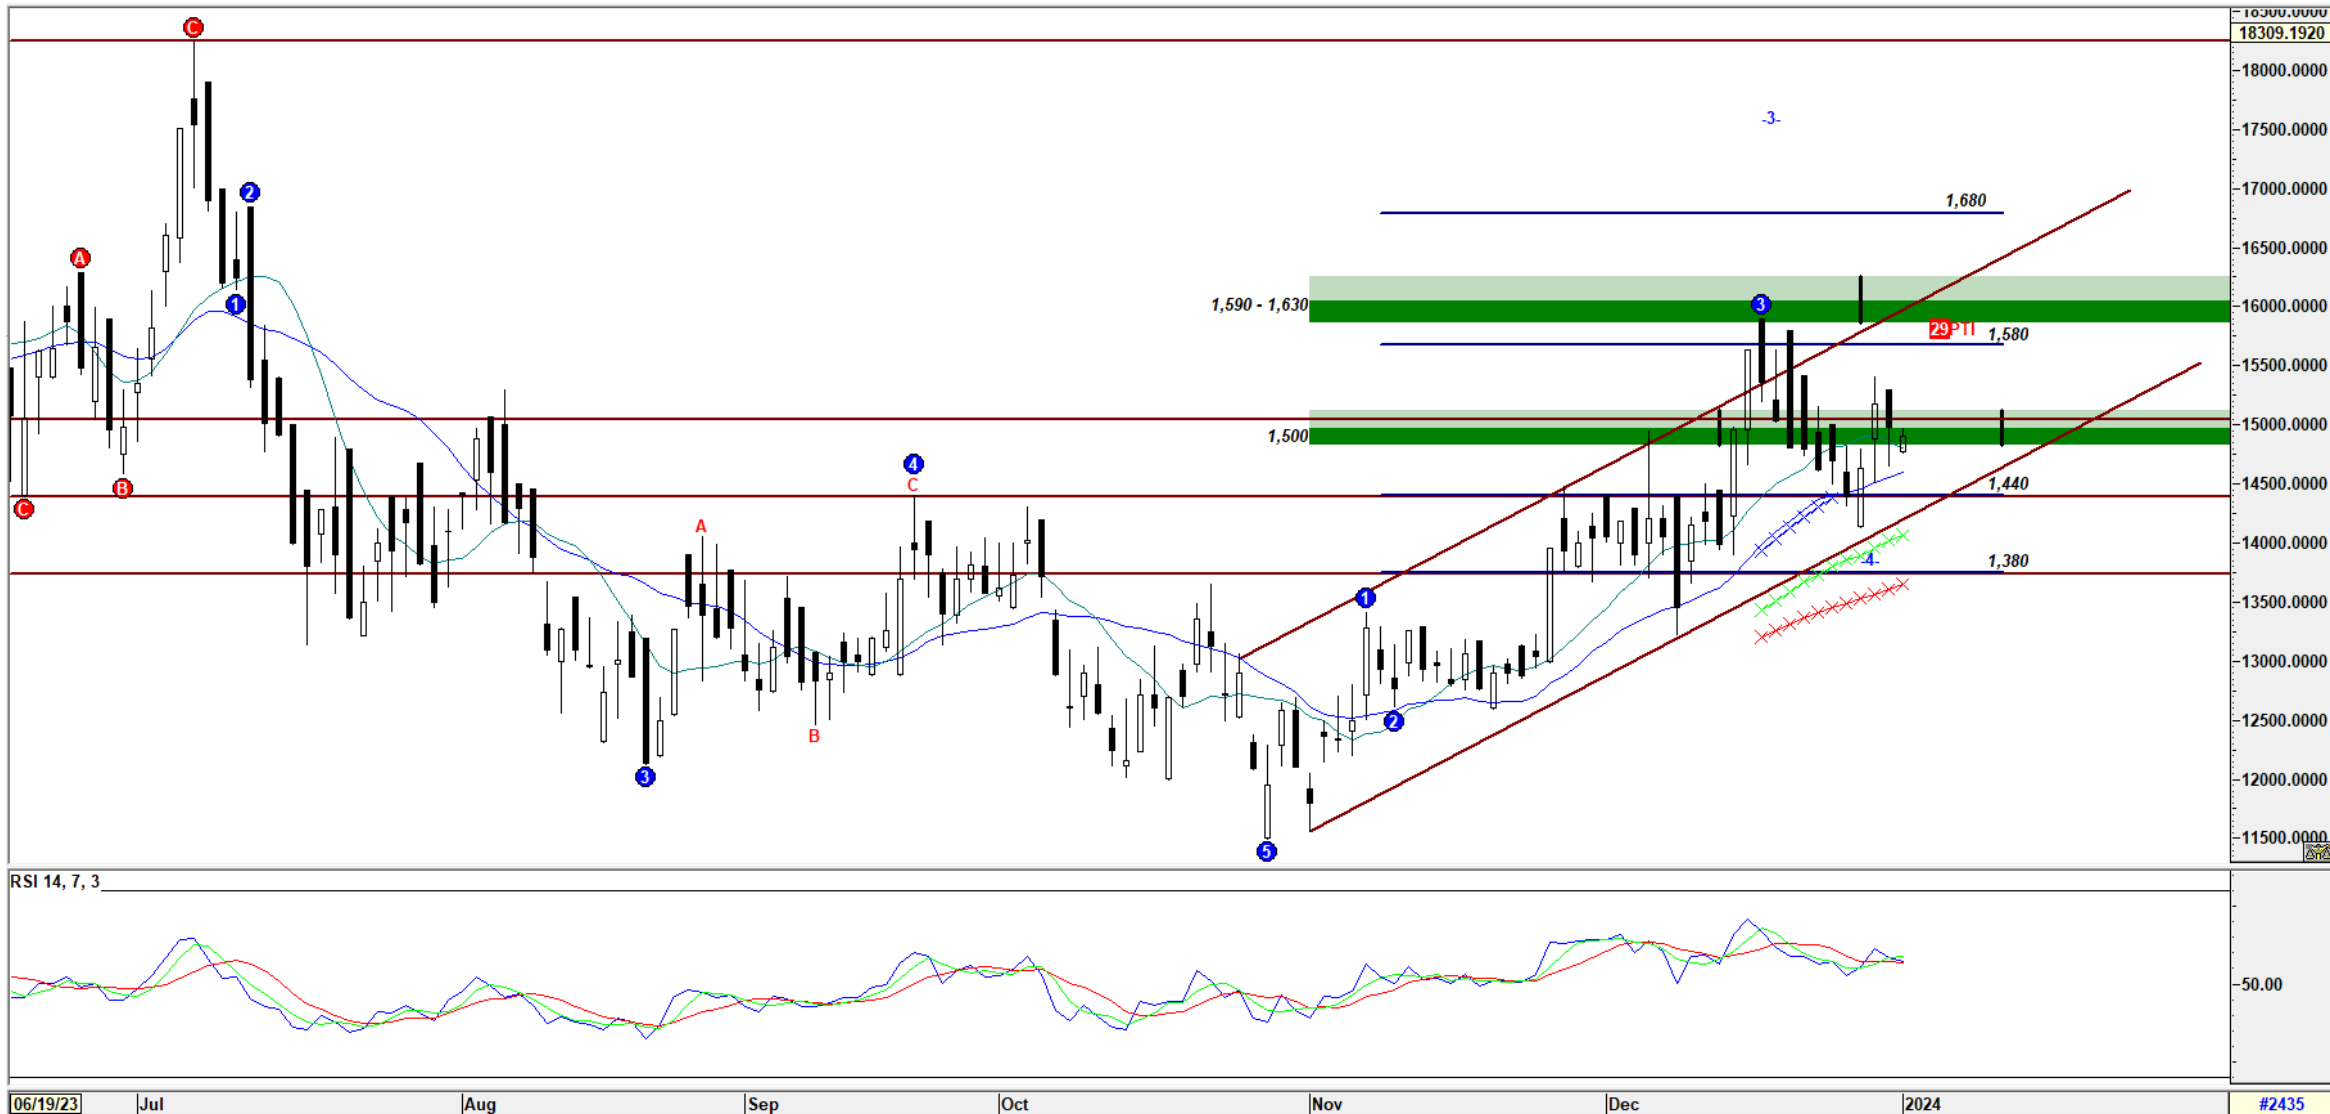 18500.0000
18309.1920
C
18000.0000
-3-
17500.0000
2
1,680
17000.0000
A
16500.0000
1
1,590 - 1,630
3
16000.0000
29 PTI
1,580
15500.0000
15000.0000
1,500
4
C
B
1,440
14500.0000
C
A
14000.0000
-4-
1,380
1
13500.0000
13000.0000
B
2
12500.0000
3
12000.0000
5
11500.0000
RSI 14, 7, 3
50.00
06/19/23 Jul Aug Sep Oct Nov Dec 2024 #2435